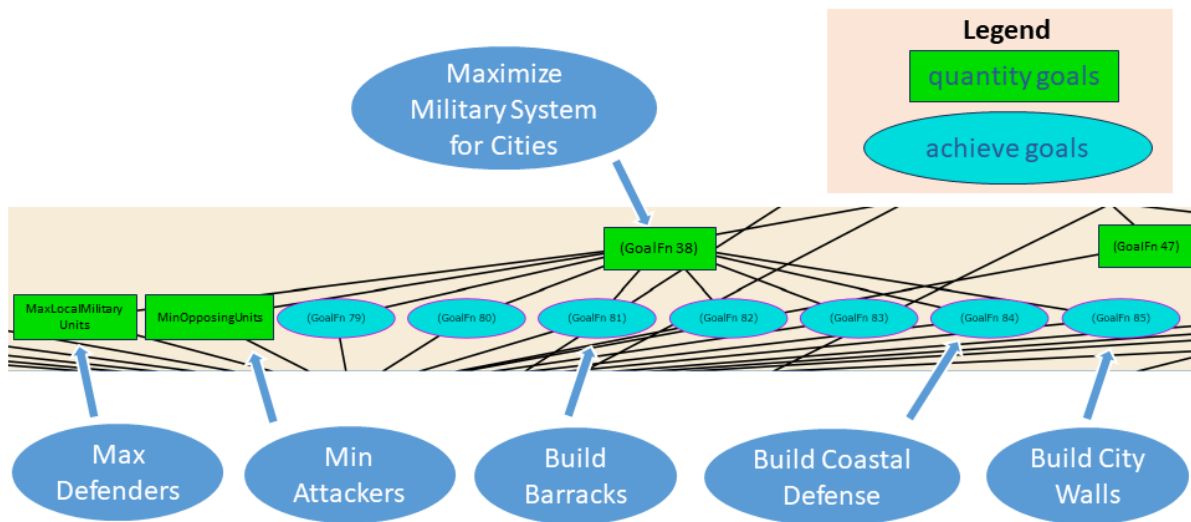 Legend
quantity goals
achieve goals
Maximize
Military System
for Cities
(GoalFn 38)
(GoalFn 47)
MaxLocalMilitary
Units
MinOpposingUnits
(GoalFn 79)
(GoalFn 80)
(GoalFn 81)
(GoalFn 82)
(GoalFn 83)
(GoalFn 84)
(GoalFn 85)
Max
Defenders
Min
Attackers
Build
Barracks
Build Coastal
Defense
Build City
Walls